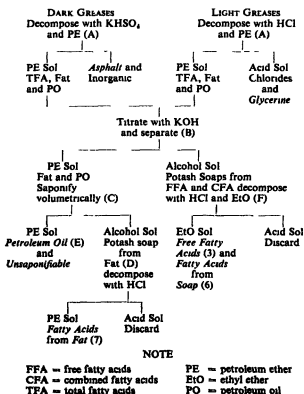 DARK GREASES
Decompose with KHSO₄
and PE (A)
LIGHT GREASES
Decompose with HCl
and PE (A)
PE Sol
TFA, Fat
and PO
Asphalt and
Inorganic
PE Sol
TFA, Fat
and PO
Acid Sol
Chlorides
and
Glycerine
Titrate with KOH
and separate (B)
PE Sol
Fat and PO
Saponify
volumetrically (C)
Alcohol Sol
Potash Soaps from
FFA and CFA decompose
with HCl and EtO (F)
PE Sol
Petroleum Oil (E)
and
Unsaponifiable
Alcohol Sol
Potash soap
from
Fat (D)
decompose
with HCl
EtO Sol
Free Fatty
Acids (3) and
Fatty Acids
from
Soap (6)
Acid Sol
Discard
PE Sol
Fatty Acids
from Fat (7)
Acid Sol
Discard
NOTE
FFA = free fatty acids
CFA = combined fatty acids
TFA = total fatty acids
PE = petroleum ether
EtO = ethyl ether
PO = petroleum oil